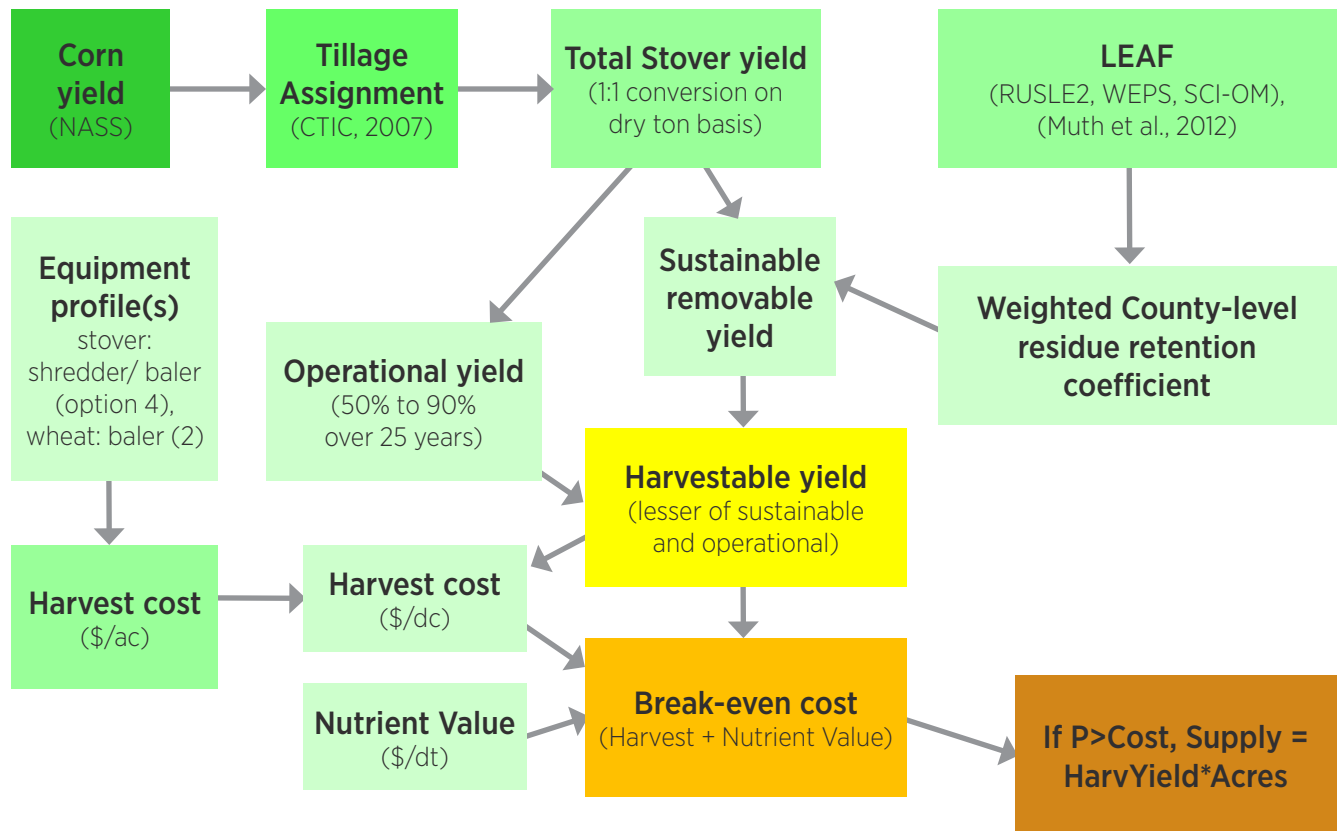 Corn
yield
(NASS)
Tillage
Assignment
(CTIC, 2007)
Total Stover yield
(1:1 conversion on
dry ton basis)
LEAF
(RUSLE2, WEPS, SCI-OM),
(Muth et al., 2012)
Equipment
profile(s)
stover:
shredder/ baler
(option 4),
wheat: baler (2)
Operational yield
(50% to 90%
over 25 years)
Sustainable
removable
yield
Weighted County-level
residue retention
coefficient
Harvestable yield
(lesser of sustainable
and operational)
Harvest cost
($/ac)
Harvest cost
($/dc)
Nutrient Value
($/dt)
Break-even cost
(Harvest + Nutrient Value)
If P>Cost, Supply =
HarvYield*Acres